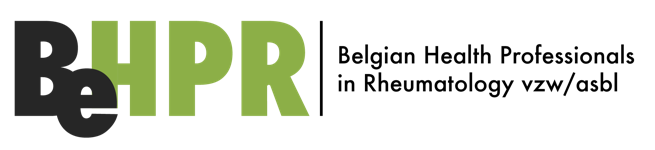 BeHPR
Belgian Health Professionals
in Rheumatology vzw/asbl